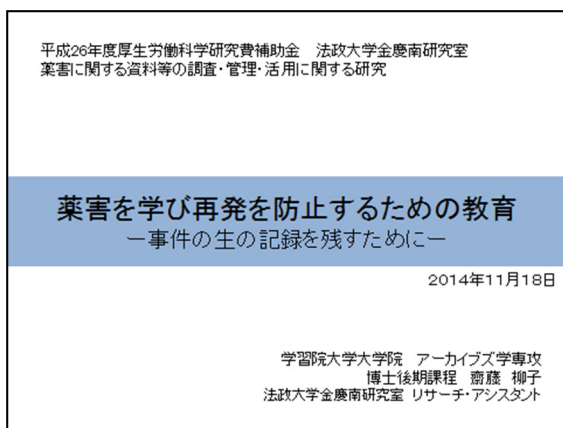 平成26年度厚生労働科学研究費補助金　法政大学金慶南研究室
薬害に関する資料等の調査・管理・活用に関する研究
薬害を学び再発を防止するための教育
ー事件の生の記録を残すためにー
2014年11月18日
学習院大学大学院　アーカイブズ学専攻
博士後期課程　齋藤　柳子
法政大学金慶南研究室　リサーチ・アシスタント